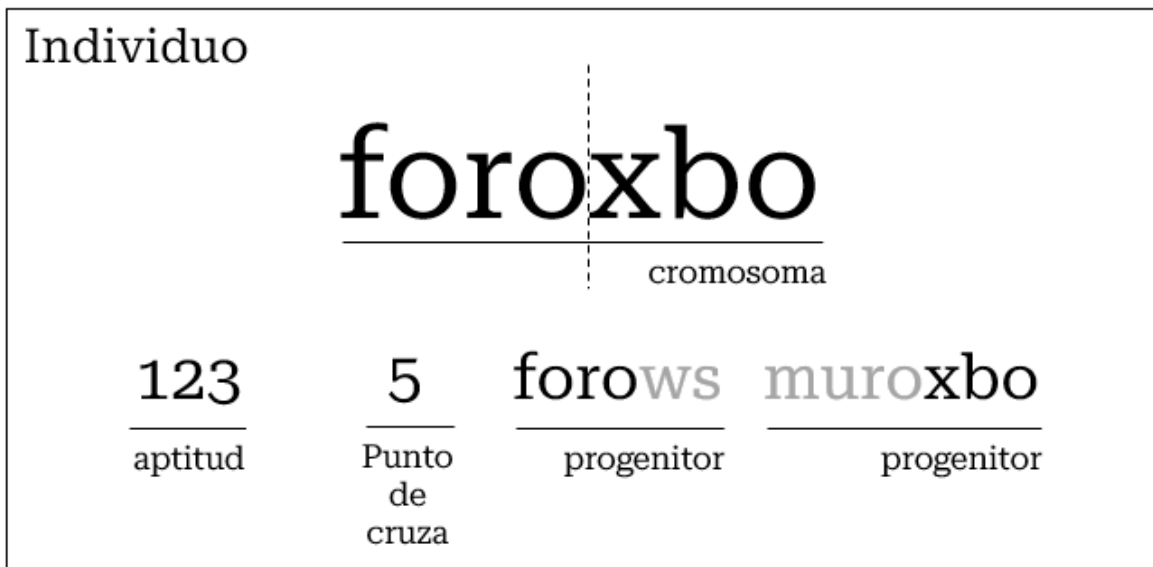 Individuo
foroxbo
cromosoma
123 5 forows muroxbo
aptitud Punto de cruza progenitor progenitor